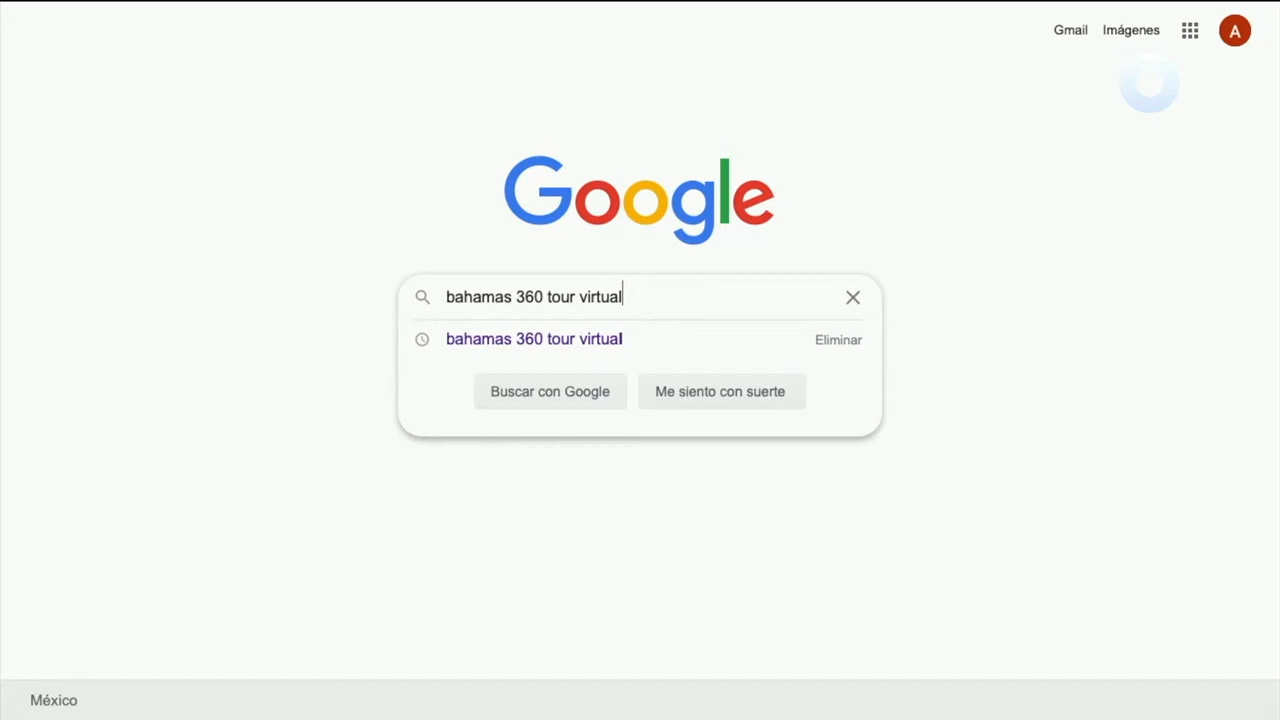 Gmail Imágenes A
Google
bahamas 360 tour virtual
bahamas 360 tour virtual Eliminar
Buscar con Google Me siento con suerte
México